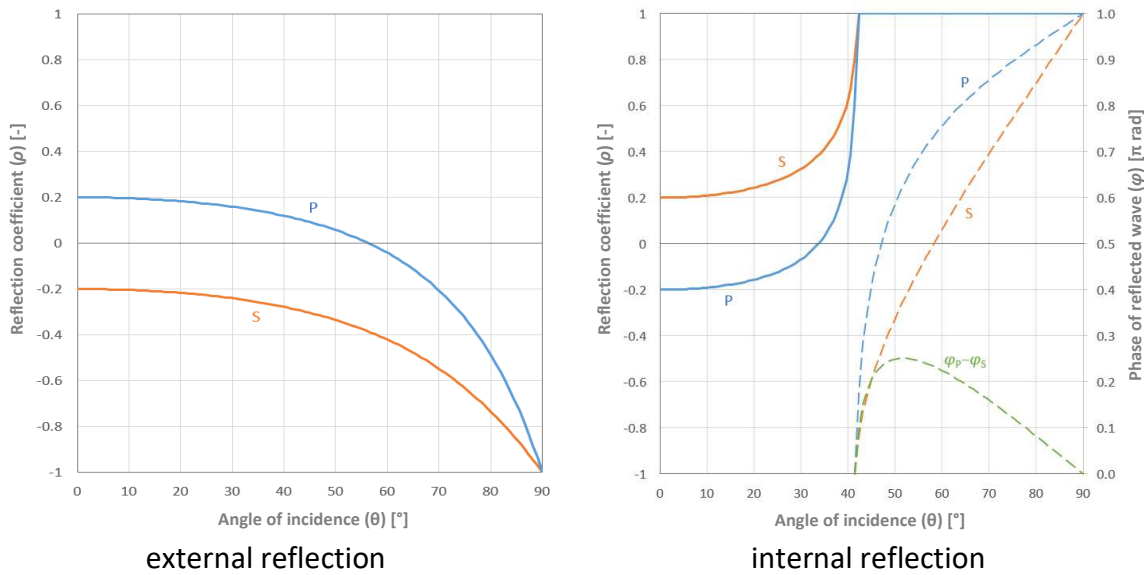 1
0.8
0.6
0.4
0.2
0
-0.2
-0.4
-0.6
-0.8
-1
Reflection coefficient (ρ) [-]
P
S
0 10 20 30 40 50 60 70 80 90
Angle of incidence (θ) [°]
external reflection
1
0.8
0.6
0.4
0.2
0
-0.2
-0.4
-0.6
-0.8
-1
Reflection coefficient (ρ) [-]
S
P
P
S
φP−φS
1.0
0.9
0.8
0.7
0.6
0.5
0.4
0.3
0.2
0.1
0.0
Phase of reflected wave (φ) [π rad]
0 10 20 30 40 50 60 70 80 90
Angle of incidence (θ) [°]
internal reflection